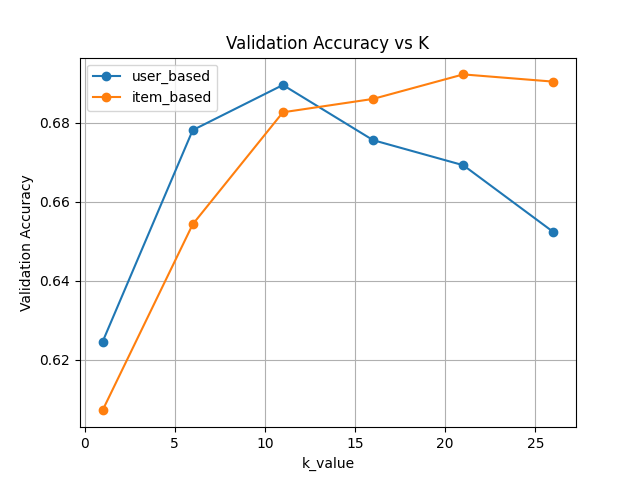 Validation Accuracy vs K
user_based
item_based
0.68
0.66
0.64
0.62
Validation Accuracy
0 5 10 15 20 25
k_value